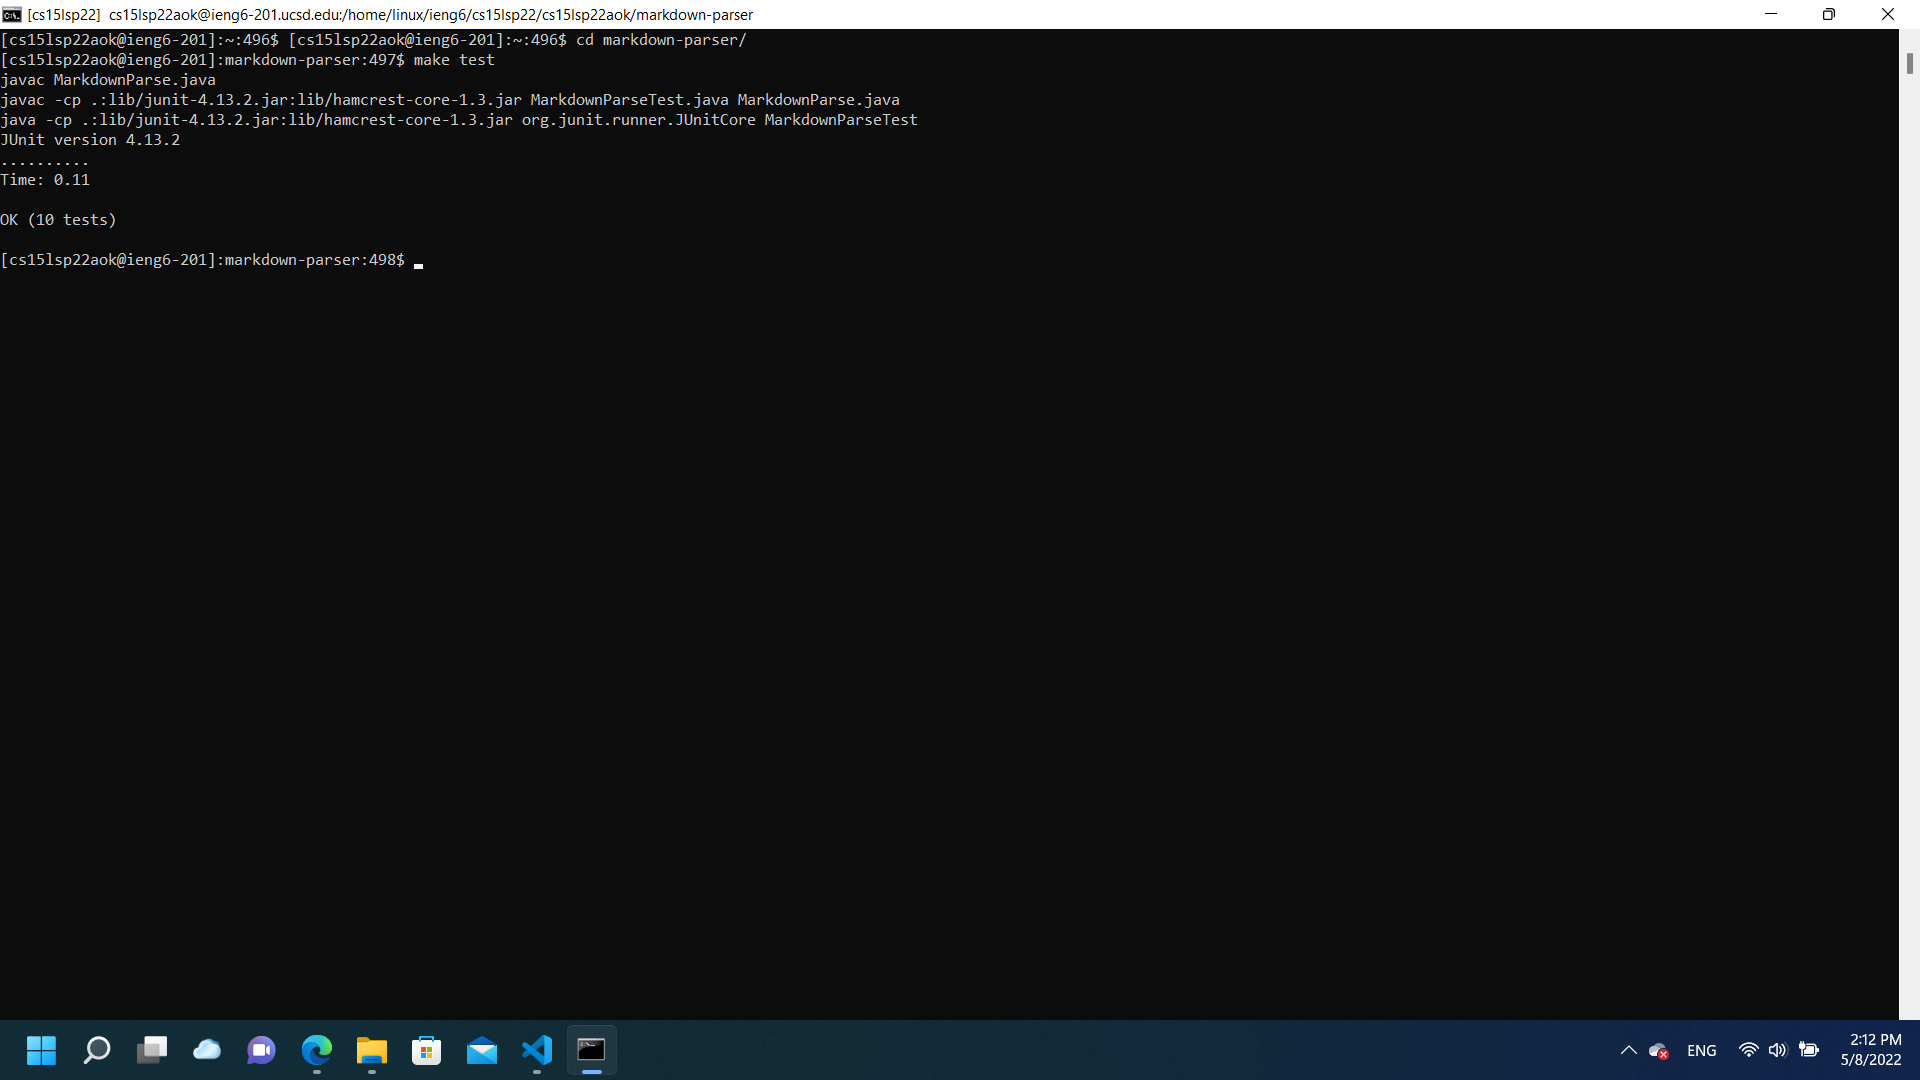 [cs15lsp22]  cs15lsp22aok@ieng6-201.ucsd.edu:/home/linux/ieng6/cs15lsp22/cs15lsp22aok/markdown-parser
[cs15lsp22aok@ieng6-201]:~:496$ [cs15lsp22aok@ieng6-201]:~:496$ cd markdown-parser/
[cs15lsp22aok@ieng6-201]:markdown-parser:497$ make test
javac MarkdownParse.java
javac -cp .:lib/junit-4.13.2.jar:lib/hamcrest-core-1.3.jar MarkdownParseTest.java MarkdownParse.java
java -cp .:lib/junit-4.13.2.jar:lib/hamcrest-core-1.3.jar org.junit.runner.JUnitCore MarkdownParseTest
JUnit version 4.13.2
..........
Time: 0.11
OK (10 tests)
[cs15lsp22aok@ieng6-201]:markdown-parser:498$
ENG
2:12 PM
5/8/2022